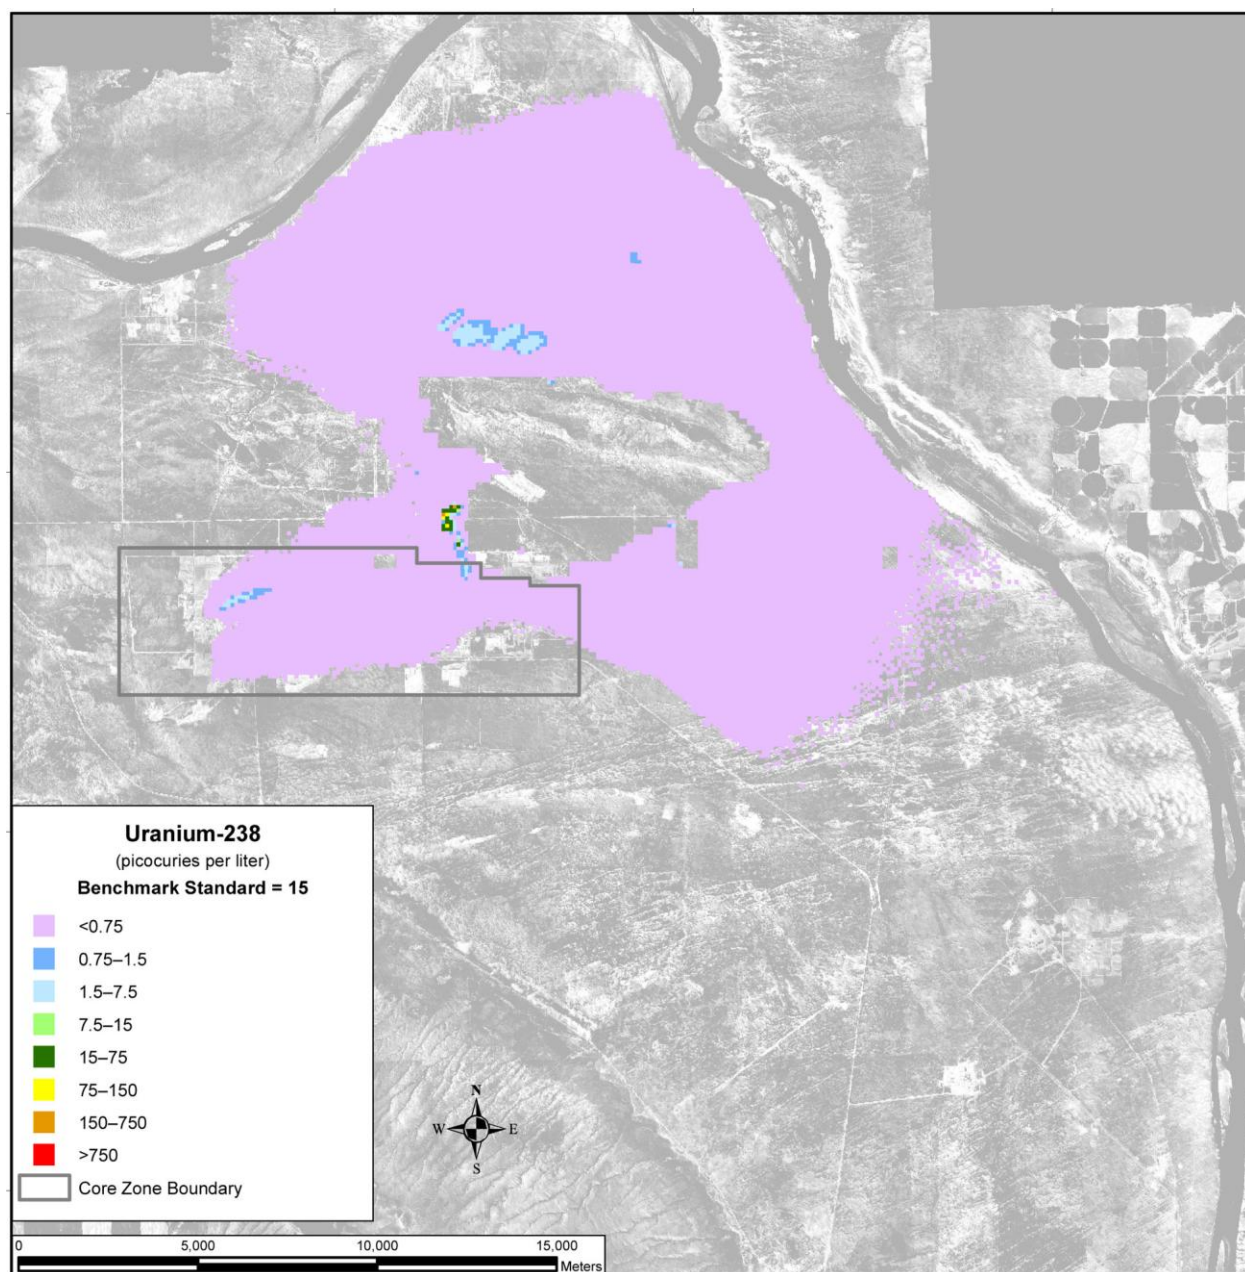 Uranium-238
(picocuries per liter)
Benchmark Standard = 15
<0.75
0.75–1.5
1.5–7.5
7.5–15
15–75
75–150
150–750
>750
Core Zone Boundary
N
W E
S
0 5,000 10,000 15,000
Meters